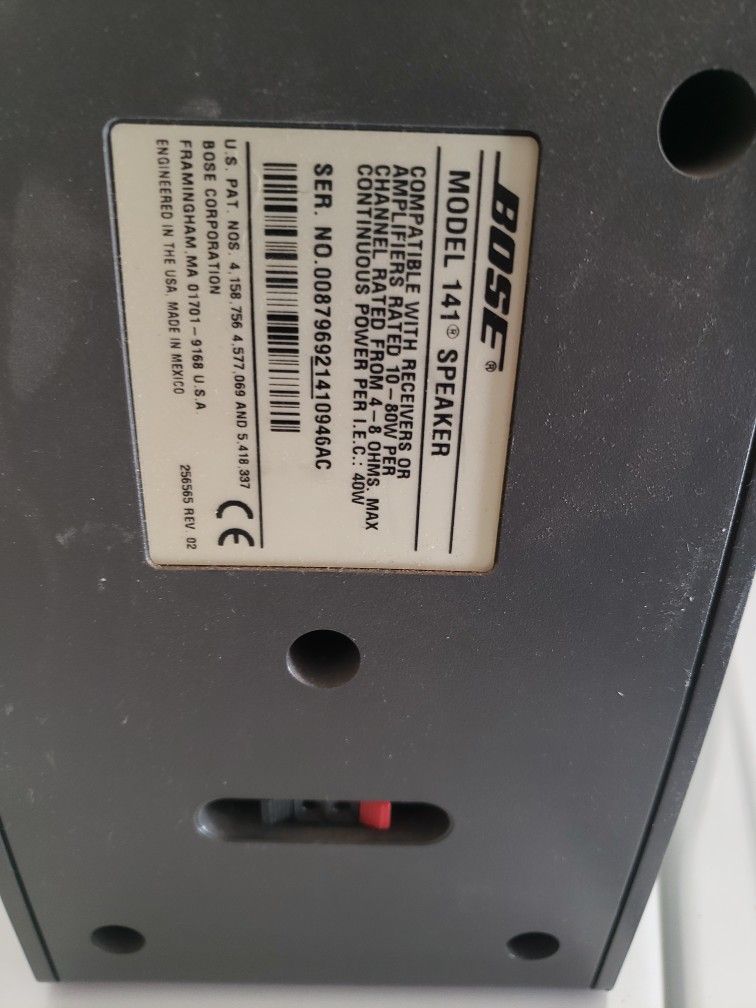 BOSE®
MODEL 141® SPEAKER
COMPATIBLE WITH RECEIVERS OR
AMPLIFIERS RATED 10-80W PER
CHANNEL RATED FROM 4-8 OHMS. MAX
CONTINUOUS POWER PER I.E.C.: 40W
SER. NO.00879692141 0946AC
U.S. PAT. NOS. 4,158,756 4,577,069 AND 5,418,337
BOSE CORPORATION
FRAMINGHAM,MA 01701-9168 U.S.A
ENGINEERED IN THE USA, MADE IN MEXICO
CE
256565 REV 02